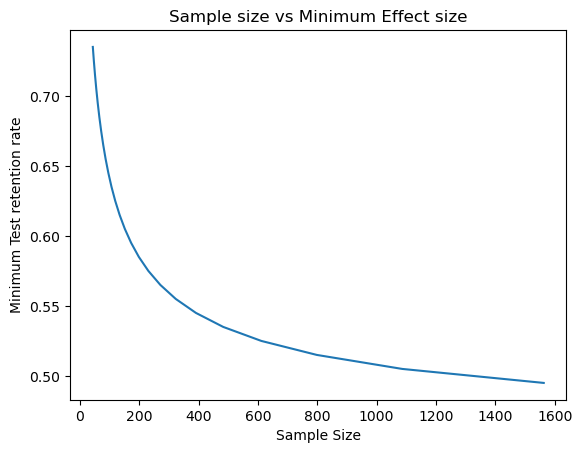 Sample size vs Minimum Effect size
Minimum Test retention rate
0.70
0.65
0.60
0.55
0.50
0 200 400 600 800 1000 1200 1400 1600
Sample Size